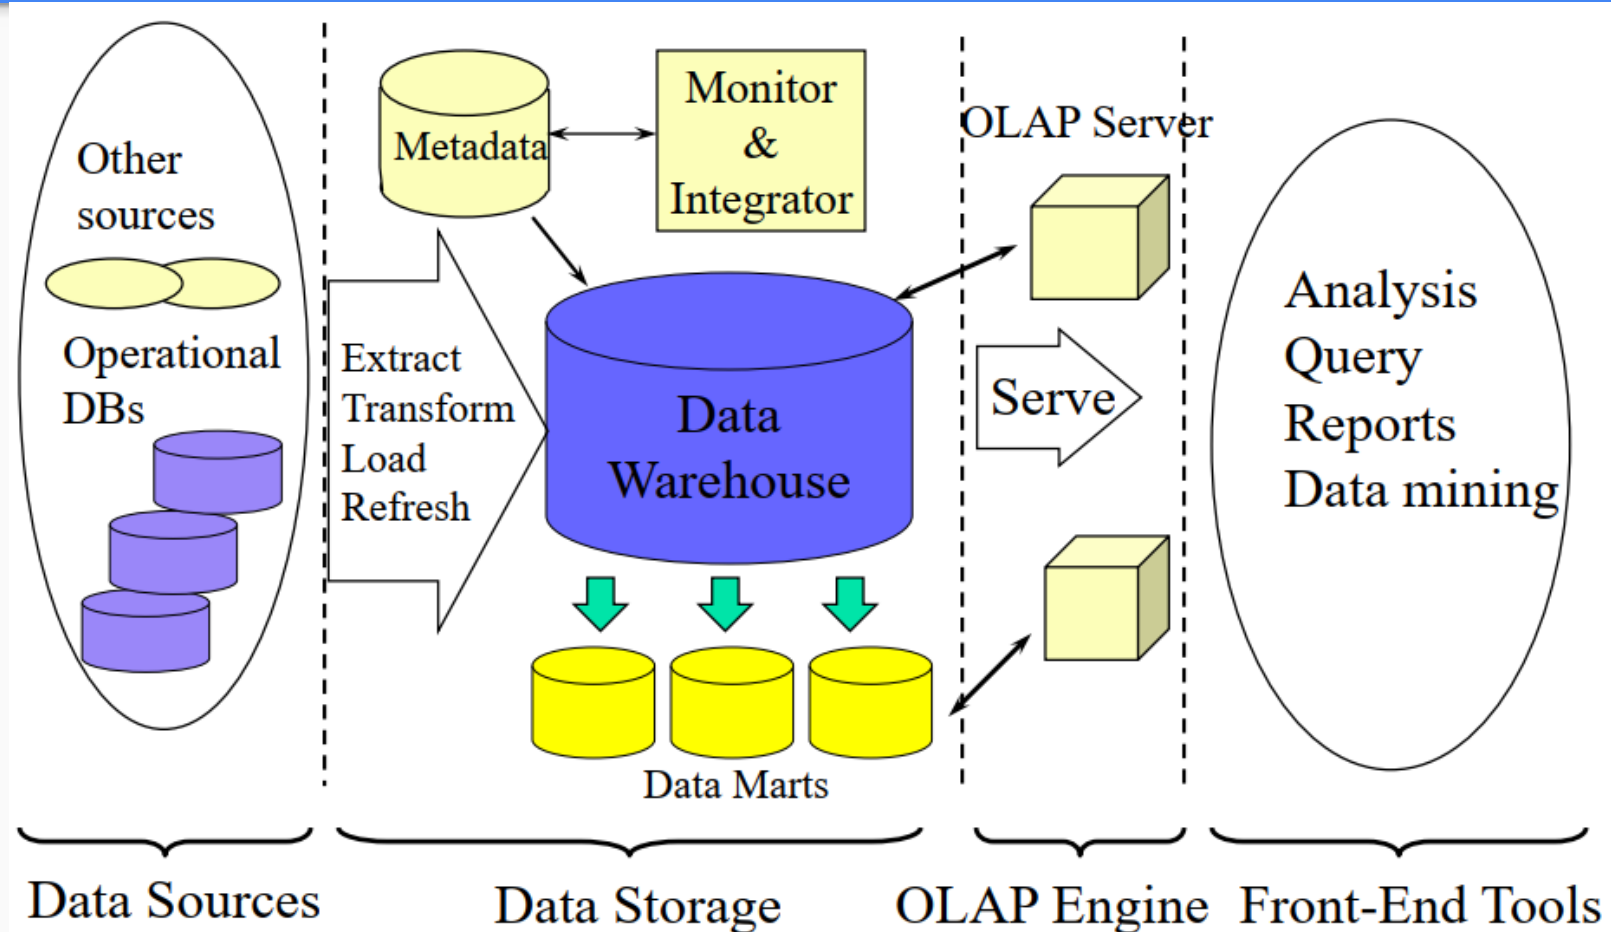 Other
sources
Operational
DBs
Metadata
Monitor
&
Integrator
Extract
Transform
Load
Refresh
Data
Warehouse
Data Marts
OLAP Server
Serve
Analysis
Query
Reports
Data mining
Data Sources
Data Storage
OLAP Engine
Front-End Tools